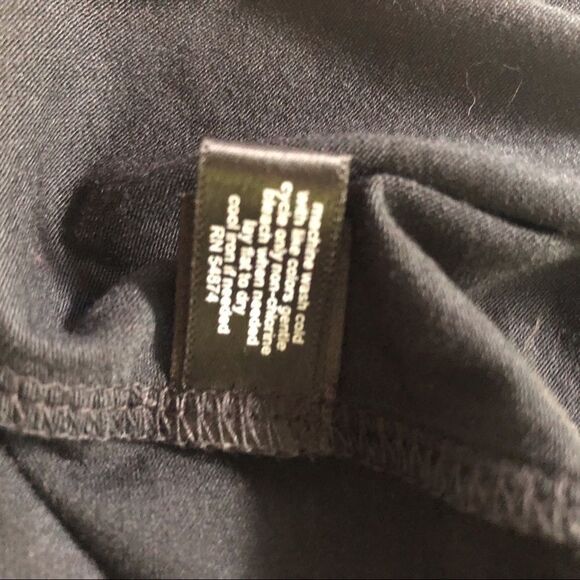 machine wash cold
with like colors gentle
cycle only non-chlorine
bleach when needed
lay flat to dry.
cool iron if needed
RN 54874